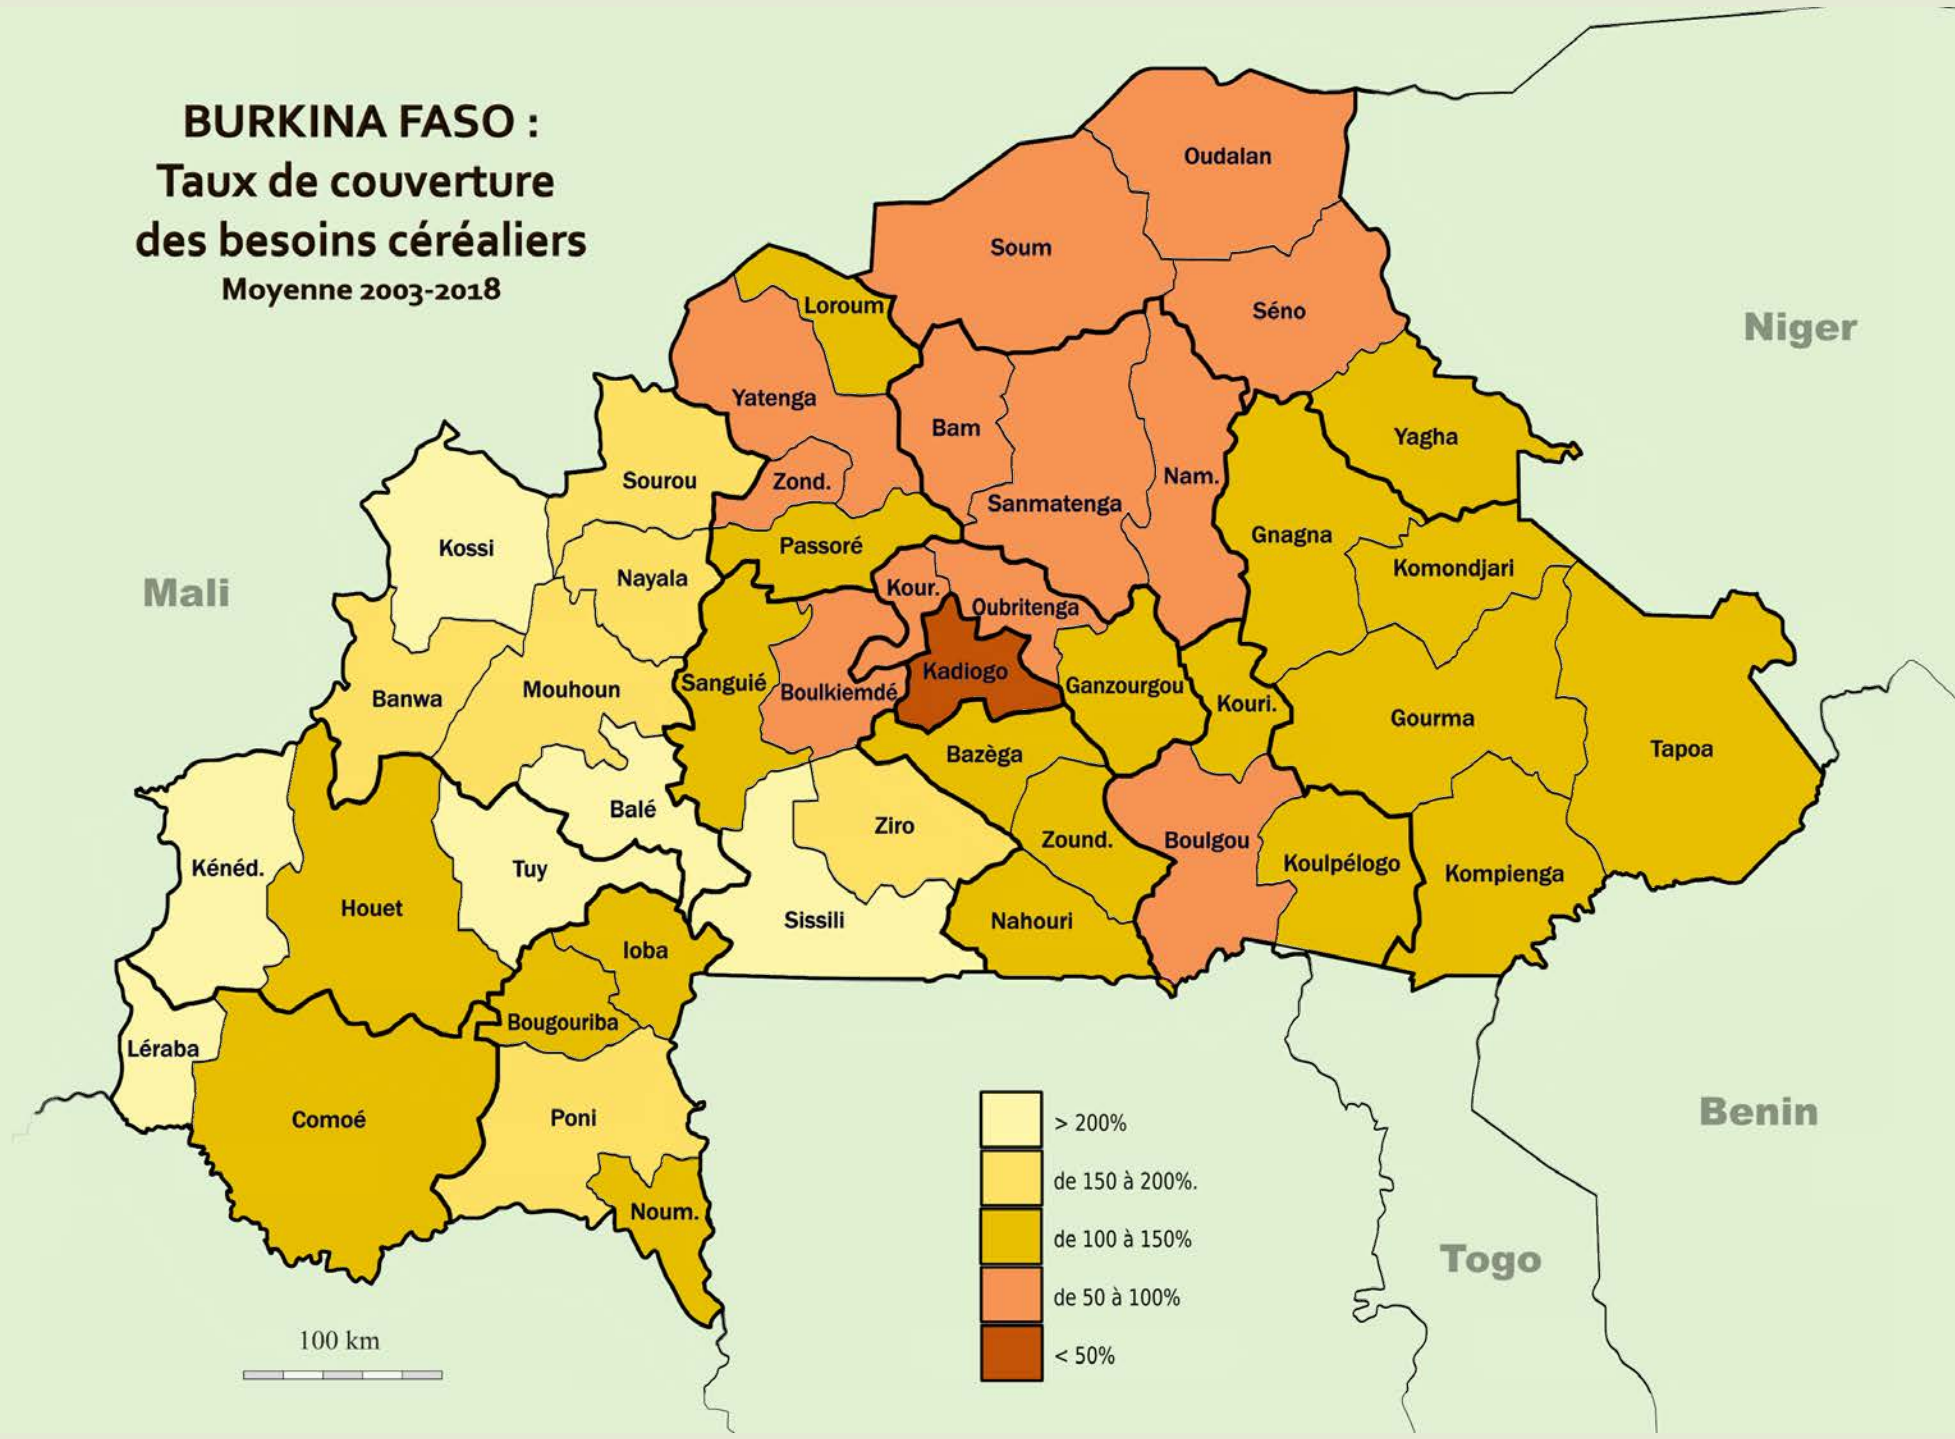 BURKINA FASO :
Taux de couverture
des besoins céréaliers
Moyenne 2003-2018
Oudalan
Soum
Séno
Loroum
Niger
Yatenga
Bam
Yagha
Sourou
Zond.
Nam.
Sanmatenga
Gnagna
Kossi
Passoré
Komondjari
Nayala
Mali
Kour.
Oubritenga
Kadiogo
Sanguié
Boulkiemdé
Ganzourgou
Mouhoun
Banwa
Kouri.
Gourma
Tapoa
Bazèga
Balé
Ziro
Zound.
Boulgou
Koulpélogo
Kompienga
Kénéd.
Tuy
Houet
Sissili
Nahouri
Ioba
Bougouriba
Léraba
Comoé
Poni
Noum.
Benin
Togo
> 200%
de 150 à 200%.
de 100 à 150%
de 50 à 100%
< 50%
100 km